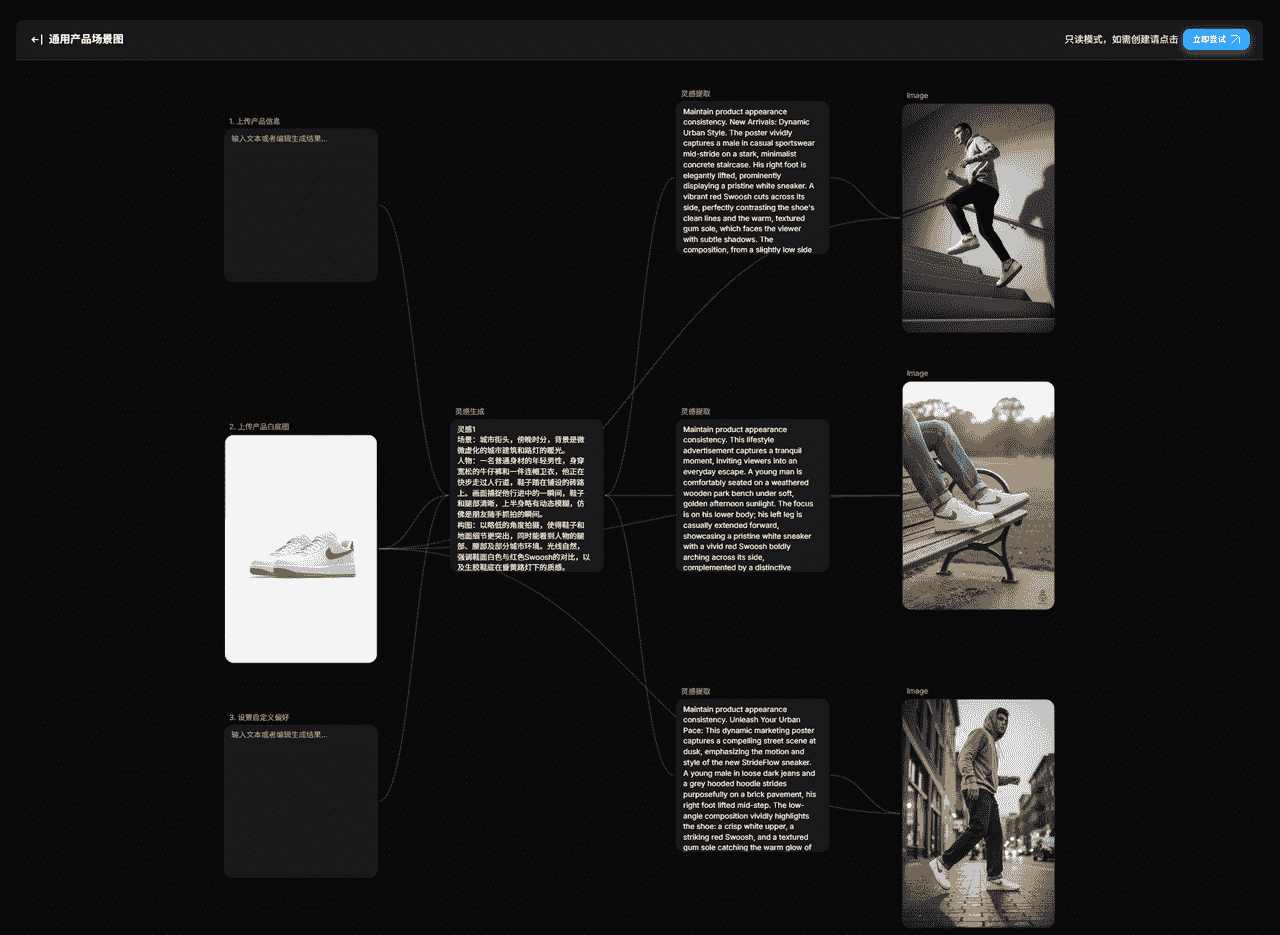 通用产品场景图
只读模式，如需创建请点击
立即尝试
1. 上传产品信息
输入文本或者编辑生成结果...
2. 上传产品白底图
3. 设置自定义偏好
输入文本或者编辑生成结果...
灵感生成
灵感1
场景：城市街头，傍晚时分，背景是微
微虚化的城市建筑和路灯的暖光。
人物：一名普通身材的年轻男性，身穿
宽松的牛仔裤和一件连帽卫衣，他正在
快步走过人行道，鞋子踏在铺设的砖路
上。画面捕捉他行进中的一瞬间，鞋子
和腿部清晰，上半身略有动态模糊，仿
佛是朋友随手抓拍的瞬间。
构图：以略低的角度拍摄，使得鞋子和
地面细节更突出，同时能看到人物的腿
部、腰部及部分城市环境。光线自然，
强调鞋面白色与红色Swoosh的对比，以
及生胶鞋底在昏黄路灯下的质感。
灵感提取
Maintain product appearance
consistency. New Arrivals: Dynamic
Urban Style. The poster vividly
captures a male in casual sportswear
mid-stride on a stark, minimalist
concrete staircase. His right foot is
elegantly lifted, prominently
displaying a pristine white sneaker. A
vibrant red Swoosh cuts across its
side, perfectly contrasting the shoe's
clean lines and the warm, textured
gum sole, which faces the viewer
with subtle shadows. The
composition, from a slightly low side
Image
灵感提取
Maintain product appearance
consistency. This lifestyle
advertisement captures a tranquil
moment, inviting viewers into an
everyday escape. A young man is
comfortably seated on a weathered
wooden park bench under soft,
golden afternoon sunlight. The focus
is on his lower body; his left leg is
casually extended forward,
showcasing a pristine white sneaker
with a vivid red Swoosh boldly
arching across its side,
complemented by a distinctive
Image
灵感提取
Maintain product appearance
consistency. Unleash Your Urban
Pace: This dynamic marketing poster
captures a compelling street scene at
dusk, emphasizing the motion and
style of the new StrideFlow sneaker.
A young male in loose dark jeans and
a grey hooded hoodie strides
purposefully on a brick pavement, his
right foot lifted mid-step. The low-
angle composition vividly highlights
the shoe: a crisp white upper, a
striking red Swoosh, and a textured
gum sole catching the warm glow of
Image